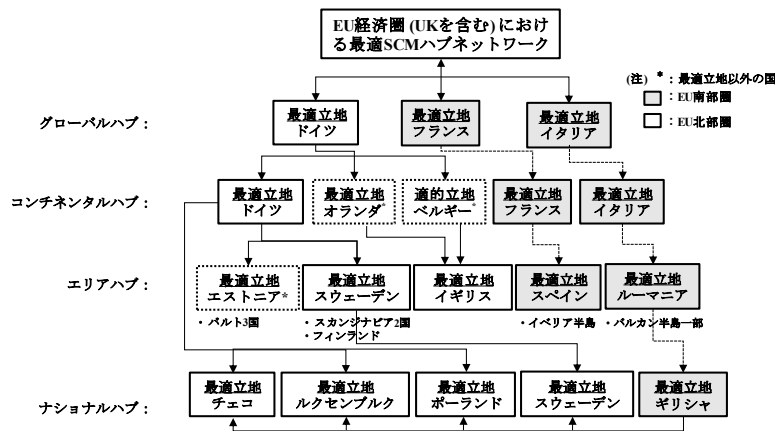 EU経済圏 (UKを含む) におけ
る最適SCMハブネットワーク
(注) * : 最適立地以外の国
: EU南部圏
: EU北部圏
グローバルハブ :
最適立地
ドイツ
最適立地
フランス
最適立地
イタリア
コンチネンタルハブ :
最適立地
ドイツ
最適立地
オランダ*
適的立地
ベルギー*
最適立地
フランス
最適立地
イタリア
エリアハブ :
最適立地
エストニア*
最適立地
スウェーデン
最適立地
イギリス
最適立地
スペイン
最適立地
ルーマニア
・バルト3国
・スカンジナビア2国
・フィンランド
・イベリア半島
・バルカン半島一部
ナショナルハブ :
最適立地
チェコ
最適立地
ルクセンブルク
最適立地
ポーランド
最適立地
スウェーデン
最適立地
ギリシャ